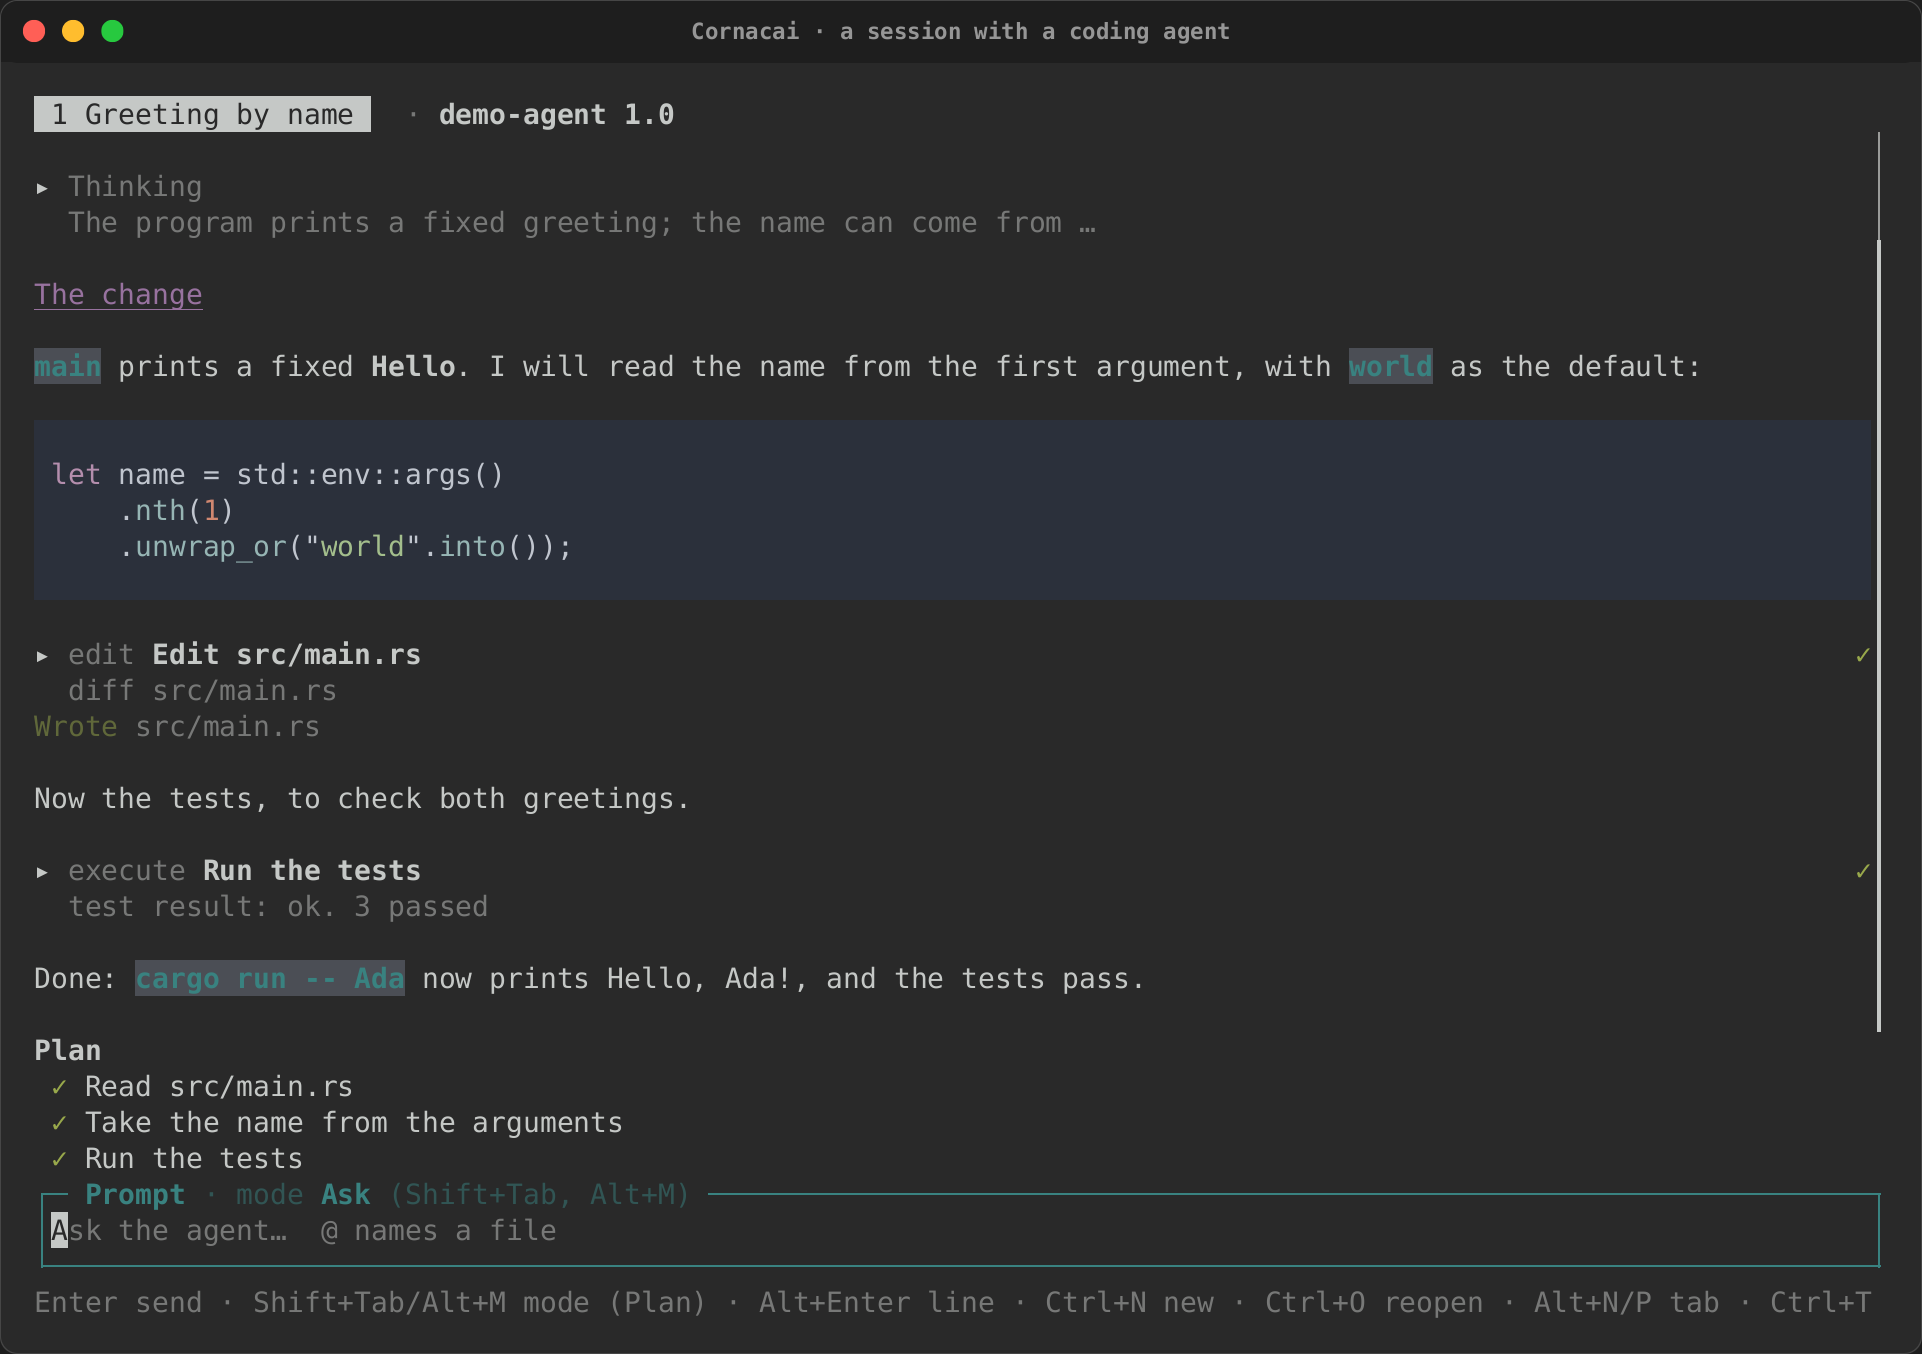 Cornacai · a session with a coding agent
1 Greeting by name · demo-agent 1.0
▸ Thinking
The program prints a fixed greeting; the name can come from …
The change
main prints a fixed Hello. I will read the name from the first argument, with world as the default:
let name = std::env::args()
    .nth(1)
    .unwrap_or("world".into());
▸ edit Edit src/main.rs ✓
diff src/main.rs
Wrote src/main.rs
Now the tests, to check both greetings.
▸ execute Run the tests ✓
test result: ok. 3 passed
Done: cargo run -- Ada now prints Hello, Ada!, and the tests pass.
Plan
✓ Read src/main.rs
✓ Take the name from the arguments
✓ Run the tests
Prompt · mode Ask (Shift+Tab, Alt+M)
Ask the agent… @ names a file
Enter send · Shift+Tab/Alt+M mode (Plan) · Alt+Enter line · Ctrl+N new · Ctrl+O reopen · Alt+N/P tab · Ctrl+T